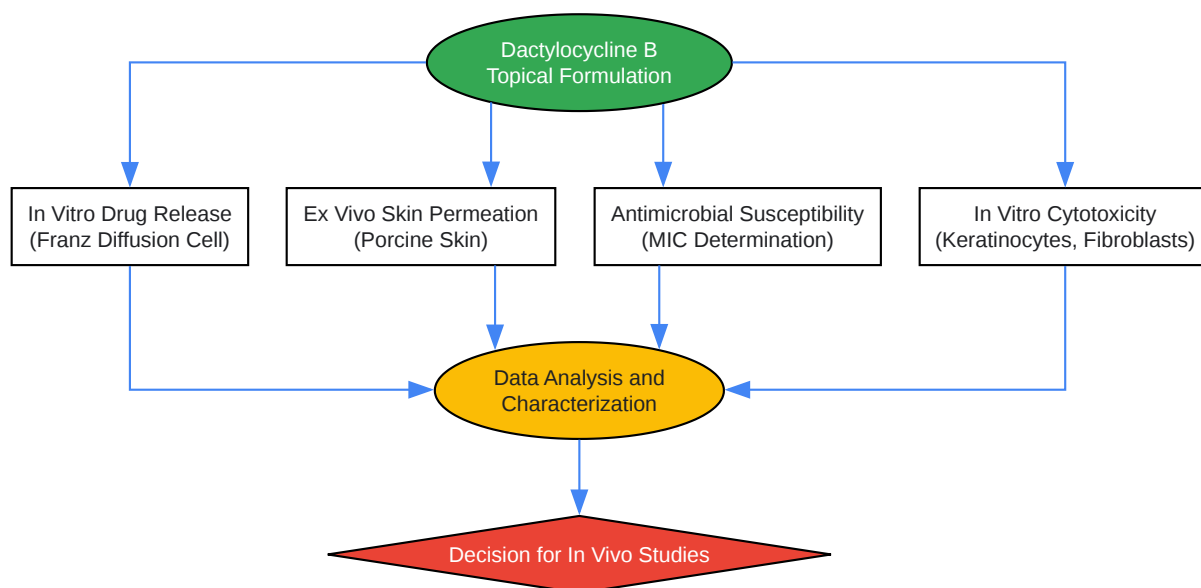 Dactylocycline B
Topical Formulation
In Vitro Drug Release
(Franz Diffusion Cell)
Ex Vivo Skin Permeation
(Porcine Skin)
Antimicrobial Susceptibility
(MIC Determination)
In Vitro Cytotoxicity
(Keratinocytes, Fibroblasts)
Data Analysis and
Characterization
Decision for In Vivo Studies